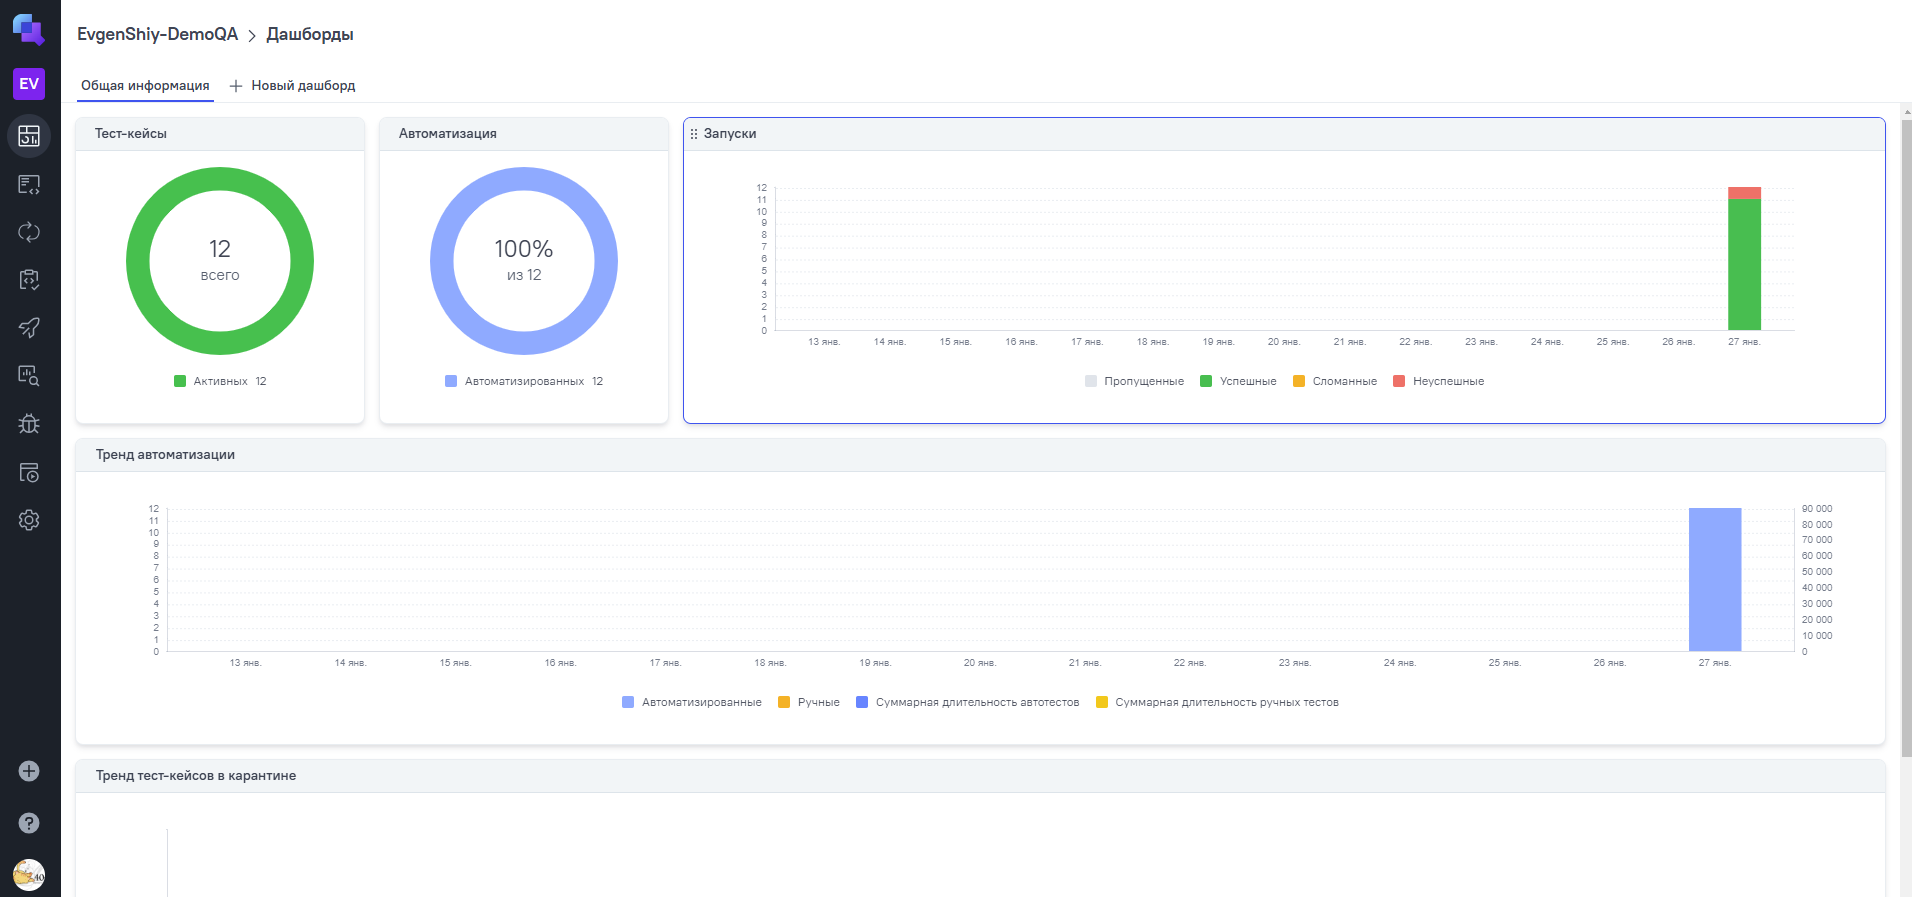 EvgenShiy-DemoQA > Дашборды
EV
Общая информация + Новый дашборд
Тест-кейсы
12
всего
Активных 12
Автоматизация
100%
из 12
Автоматизированных 12
Запуски
12
11
10
9
8
7
6
5
4
3
2
1
0
13 янв. 14 янв. 15 янв. 16 янв. 17 янв. 18 янв. 19 янв. 20 янв. 21 янв. 22 янв. 23 янв. 24 янв. 25 янв. 26 янв. 27 янв.
Пропущенные Успешные Сломанные Неуспешные
Тренд автоматизации
12
11
10
9
8
7
6
5
4
3
2
1
0
90 000
80 000
70 000
60 000
50 000
40 000
30 000
20 000
10 000
0
13 янв. 14 янв. 15 янв. 16 янв. 17 янв. 18 янв. 19 янв. 20 янв. 21 янв. 22 янв. 23 янв. 24 янв. 25 янв. 26 янв. 27 янв.
Автоматизированные Ручные Суммарная длительность автотестов Суммарная длительность ручных тестов
Тренд тест-кейсов в карантине